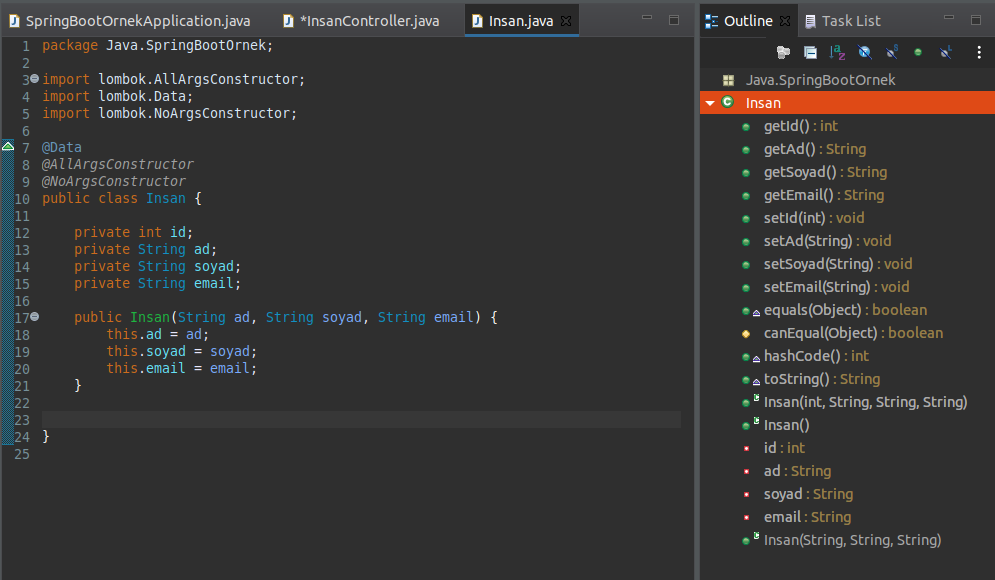 SpringBootOrnekApplication.java
*InsanController.java
Insan.java
1 package Java.SpringBootOrnek;
2
3 import lombok.AllArgsConstructor;
4 import lombok.Data;
5 import lombok.NoArgsConstructor;
6
7 @Data
8 @AllArgsConstructor
9 @NoArgsConstructor
10 public class Insan {
11
12     private int id;
13     private String ad;
14     private String soyad;
15     private String email;
16
17     public Insan(String ad, String soyad, String email) {
18         this.ad = ad;
19         this.soyad = soyad;
20         this.email = email;
21     }
22
23
24 }
25
Outline
Task List
Java.SpringBootOrnek
Insan
getId() : int
getAd() : String
getSoyad() : String
getEmail() : String
setId(int) : void
setAd(String) : void
setSoyad(String) : void
setEmail(String) : void
equals(Object) : boolean
canEqual(Object) : boolean
hashCode() : int
toString() : String
Insan(int, String, String, String)
Insan()
id : int
ad : String
soyad : String
email : String
Insan(String, String, String)